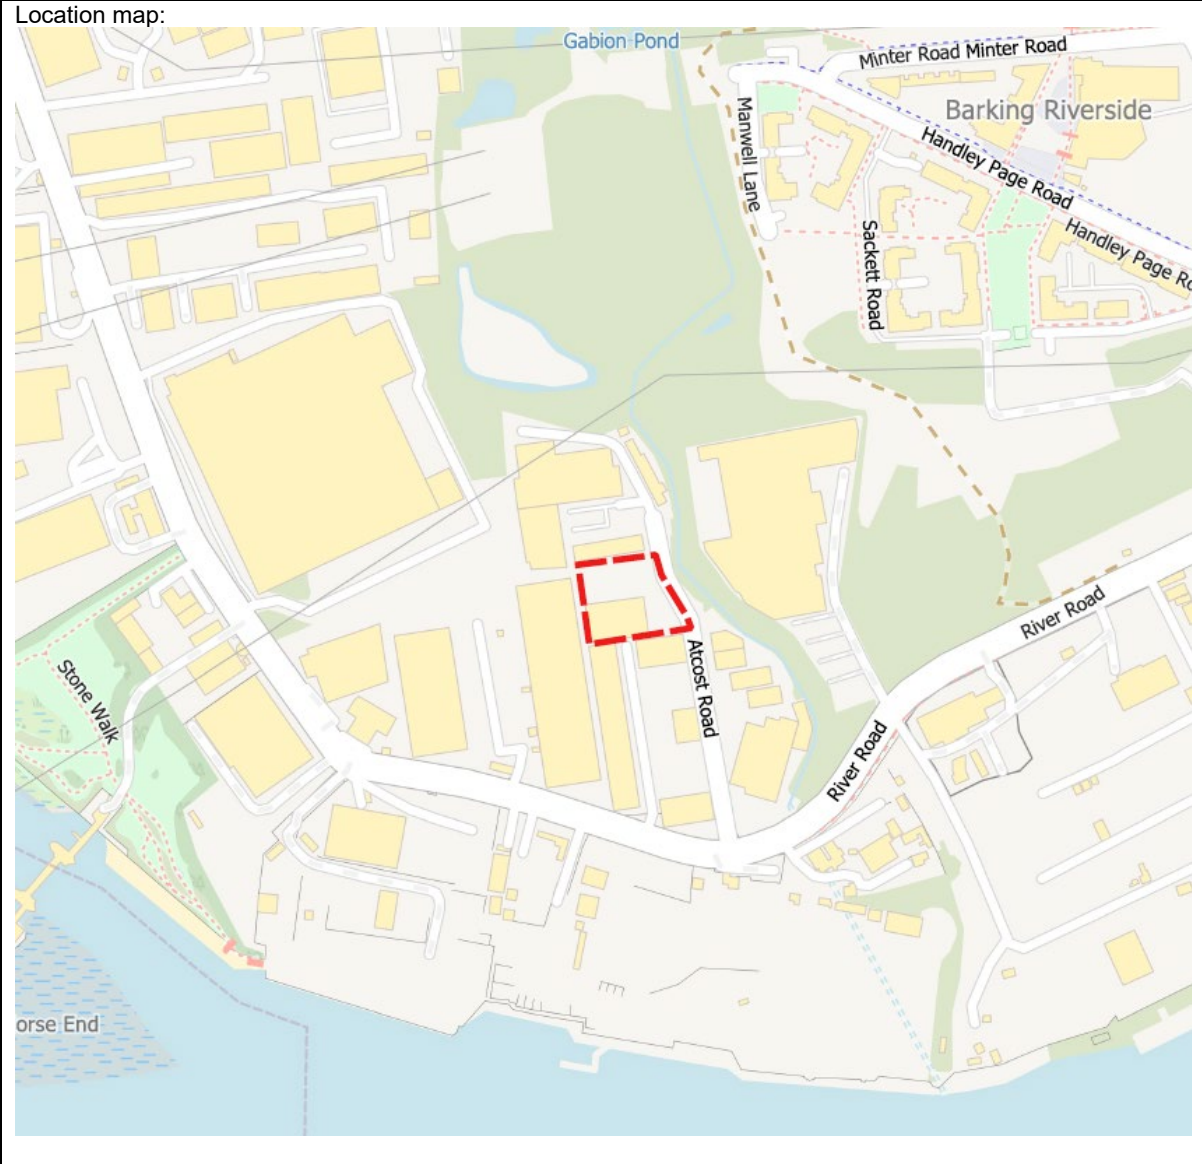 Location map:
Gabion Pond
Minter Road Minter Road
Barking Riverside
Manwell Lane
Handley Page Road
Sackett Road
Handley Page Ro
River Road
Stone Walk
Atcost Road
River Road
orse End